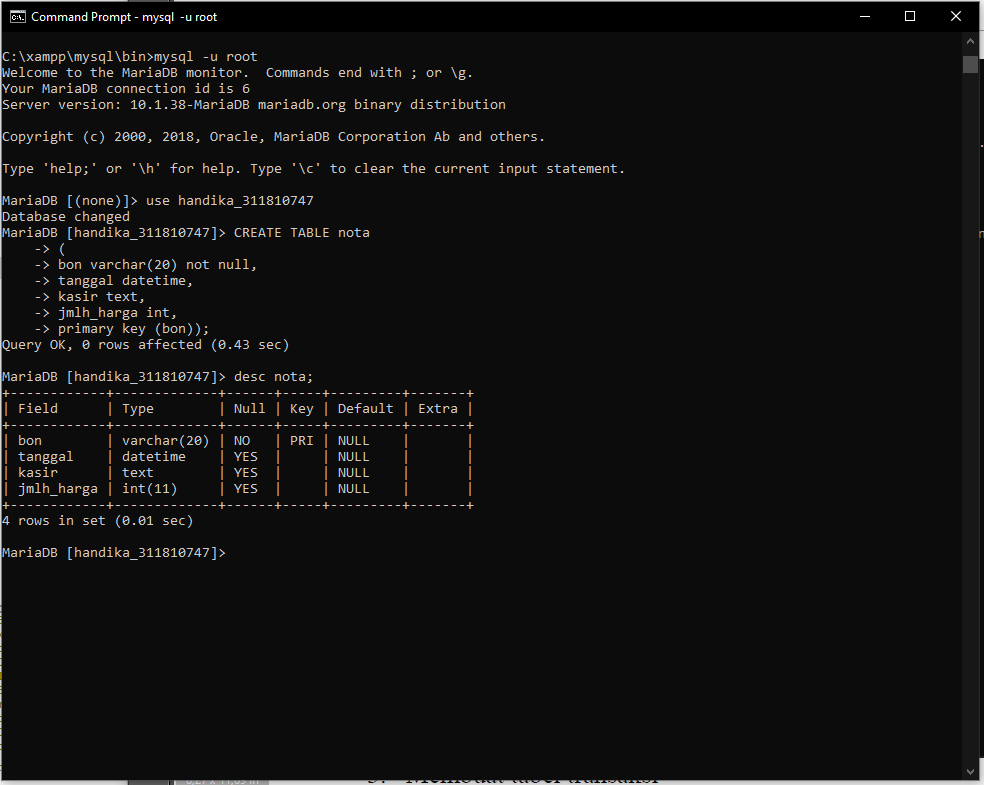 Command Prompt - mysql  -u root
C:\xampp\mysql\bin>mysql -u root
Welcome to the MariaDB monitor.  Commands end with ; or \g.
Your MariaDB connection id is 6
Server version: 10.1.38-MariaDB mariadb.org binary distribution
Copyright (c) 2000, 2018, Oracle, MariaDB Corporation Ab and others.
Type 'help;' or '\h' for help. Type '\c' to clear the current input statement.
MariaDB [(none)]> use handika_311810747
Database changed
MariaDB [handika_311810747]> CREATE TABLE nota
    -> (
    -> bon varchar(20) not null,
    -> tanggal datetime,
    -> kasir text,
    -> jmlh_harga int,
    -> primary key (bon));
Query OK, 0 rows affected (0.43 sec)
MariaDB [handika_311810747]> desc nota;
+------------+-------------+------+-----+---------+-------+
| Field      | Type        | Null | Key | Default | Extra |
+------------+-------------+------+-----+---------+-------+
| bon        | varchar(20) | NO   | PRI | NULL    |       |
| tanggal    | datetime    | YES  |     | NULL    |       |
| kasir      | text        | YES  |     | NULL    |       |
| jmlh_harga | int(11)     | YES  |     | NULL    |       |
+------------+-------------+------+-----+---------+-------+
4 rows in set (0.01 sec)
MariaDB [handika_311810747]>